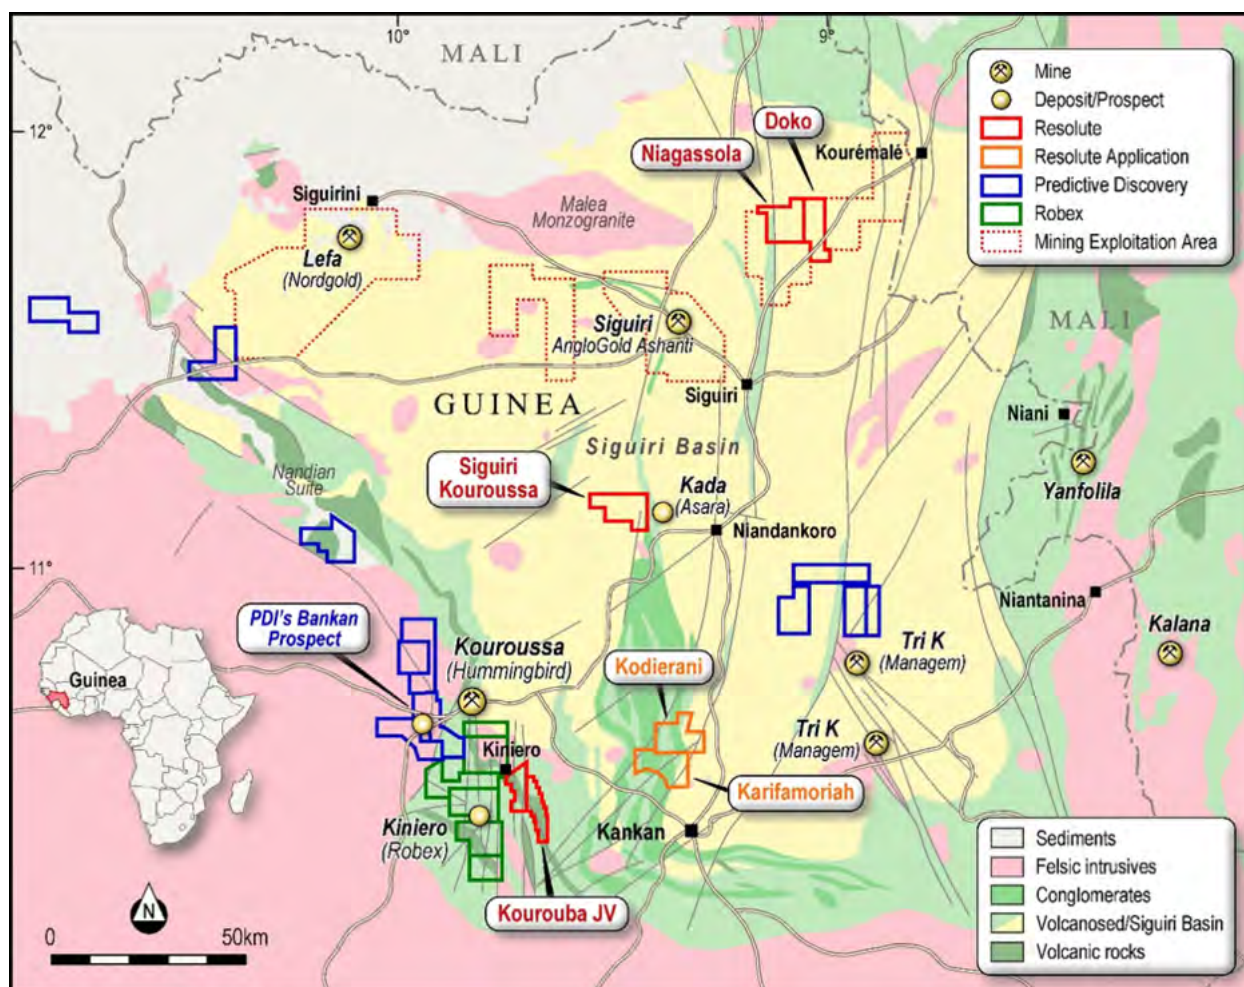 10°
9°
MALI
12°
Mine
Deposit/Prospect
Resolute
Resolute Application
Predictive Discovery
Robex
Mining Exploitation Area
Doko
Niagassola
Kourémalé
Siguirini
Malea
Monzogranite
Lefa
(Nordgold)
Siguiri
AngloGold Ashanti
MALI
Siguiri
GUINEA
Niani
Siguiri Basin
Nandian
Suite
Siguiri
Kouroussa
Kada
(Asara)
Yanfolila
Niandankoro
11°
Niantanina
PDI's Bankan
Prospect
Kouroussa
(Hummingbird)
Tri K
(Managem)
Kalana
Guinea
Kodierani
Tri K
(Managem)
Kiniero
Karifamoriah
Kiniero
(Robex)
Kankan
Kourouba JV
N
0 50km
Sediments
Felsic intrusives
Conglomerates
Volcanosed/Siguiri Basin
Volcanic rocks